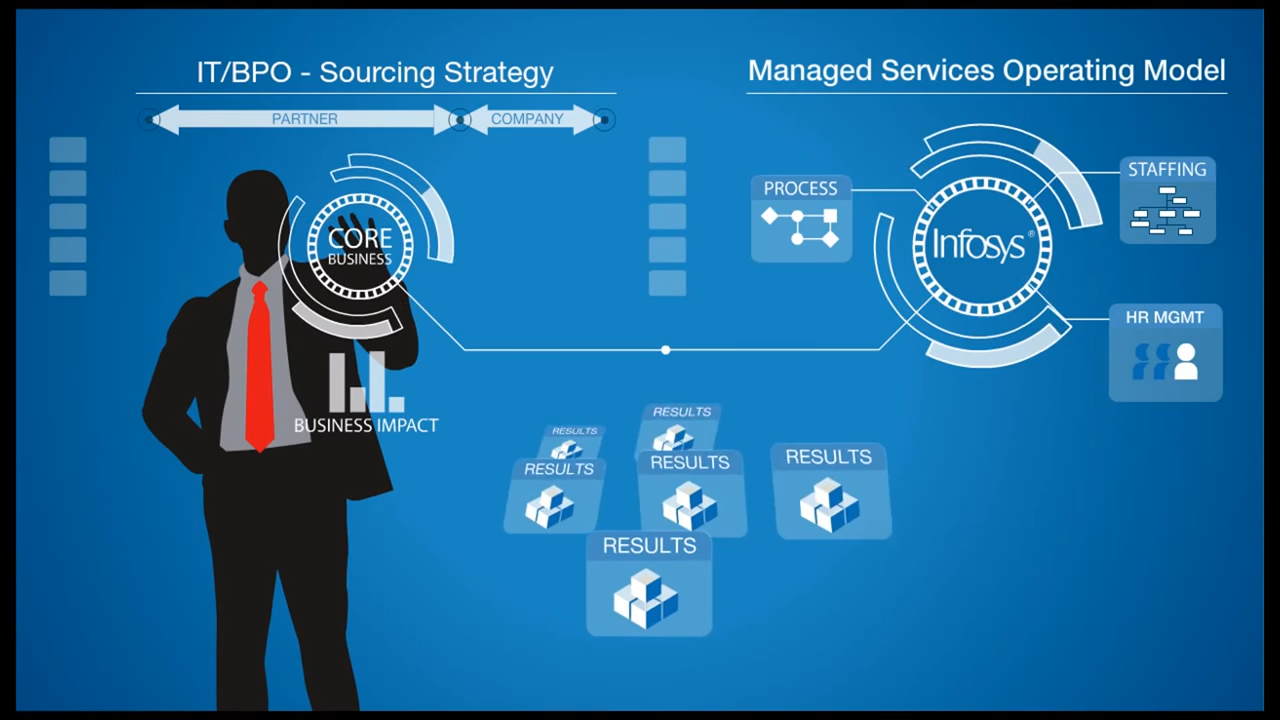 IT/BPO - Sourcing Strategy
PARTNER
COMPANY
CORE
BUSINESS
BUSINESS IMPACT
Managed Services Operating Model
PROCESS
STAFFING
Infosys®
HR MGMT
RESULTS
RESULTS
RESULTS
RESULTS
RESULTS
RESULTS